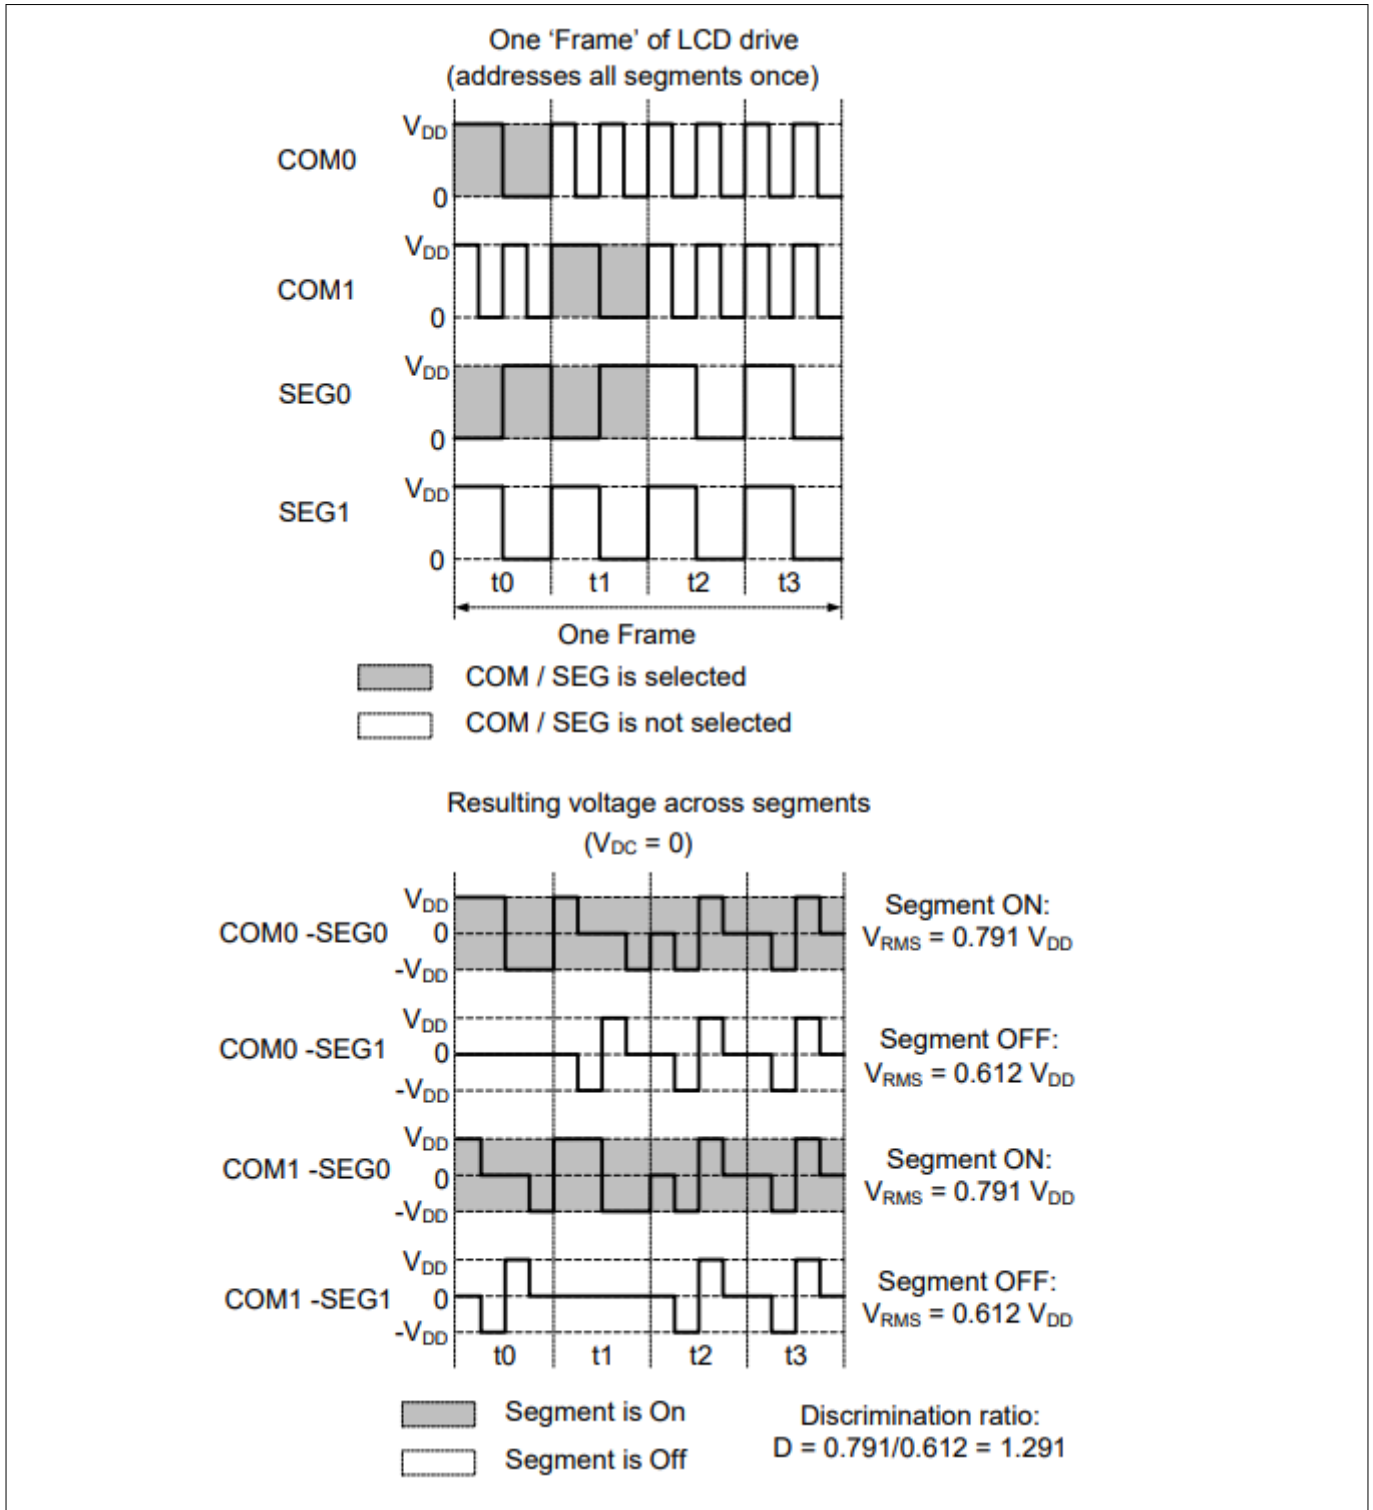 One ‘Frame’ of LCD drive
(addresses all segments once)
COM0
VDD
0
COM1
VDD
0
SEG0
VDD
0
SEG1
VDD
0
t0 t1 t2 t3
One Frame
COM / SEG is selected
COM / SEG is not selected
Resulting voltage across segments
(VDC = 0)
COM0 -SEG0
VDD
0
-VDD
Segment ON:
VRMS = 0.791 VDD
COM0 -SEG1
VDD
0
-VDD
Segment OFF:
VRMS = 0.612 VDD
COM1 -SEG0
VDD
0
-VDD
Segment ON:
VRMS = 0.791 VDD
COM1 -SEG1
VDD
0
-VDD
Segment OFF:
VRMS = 0.612 VDD
t0 t1 t2 t3
Segment is On
Segment is Off
Discrimination ratio:
D = 0.791/0.612 = 1.291